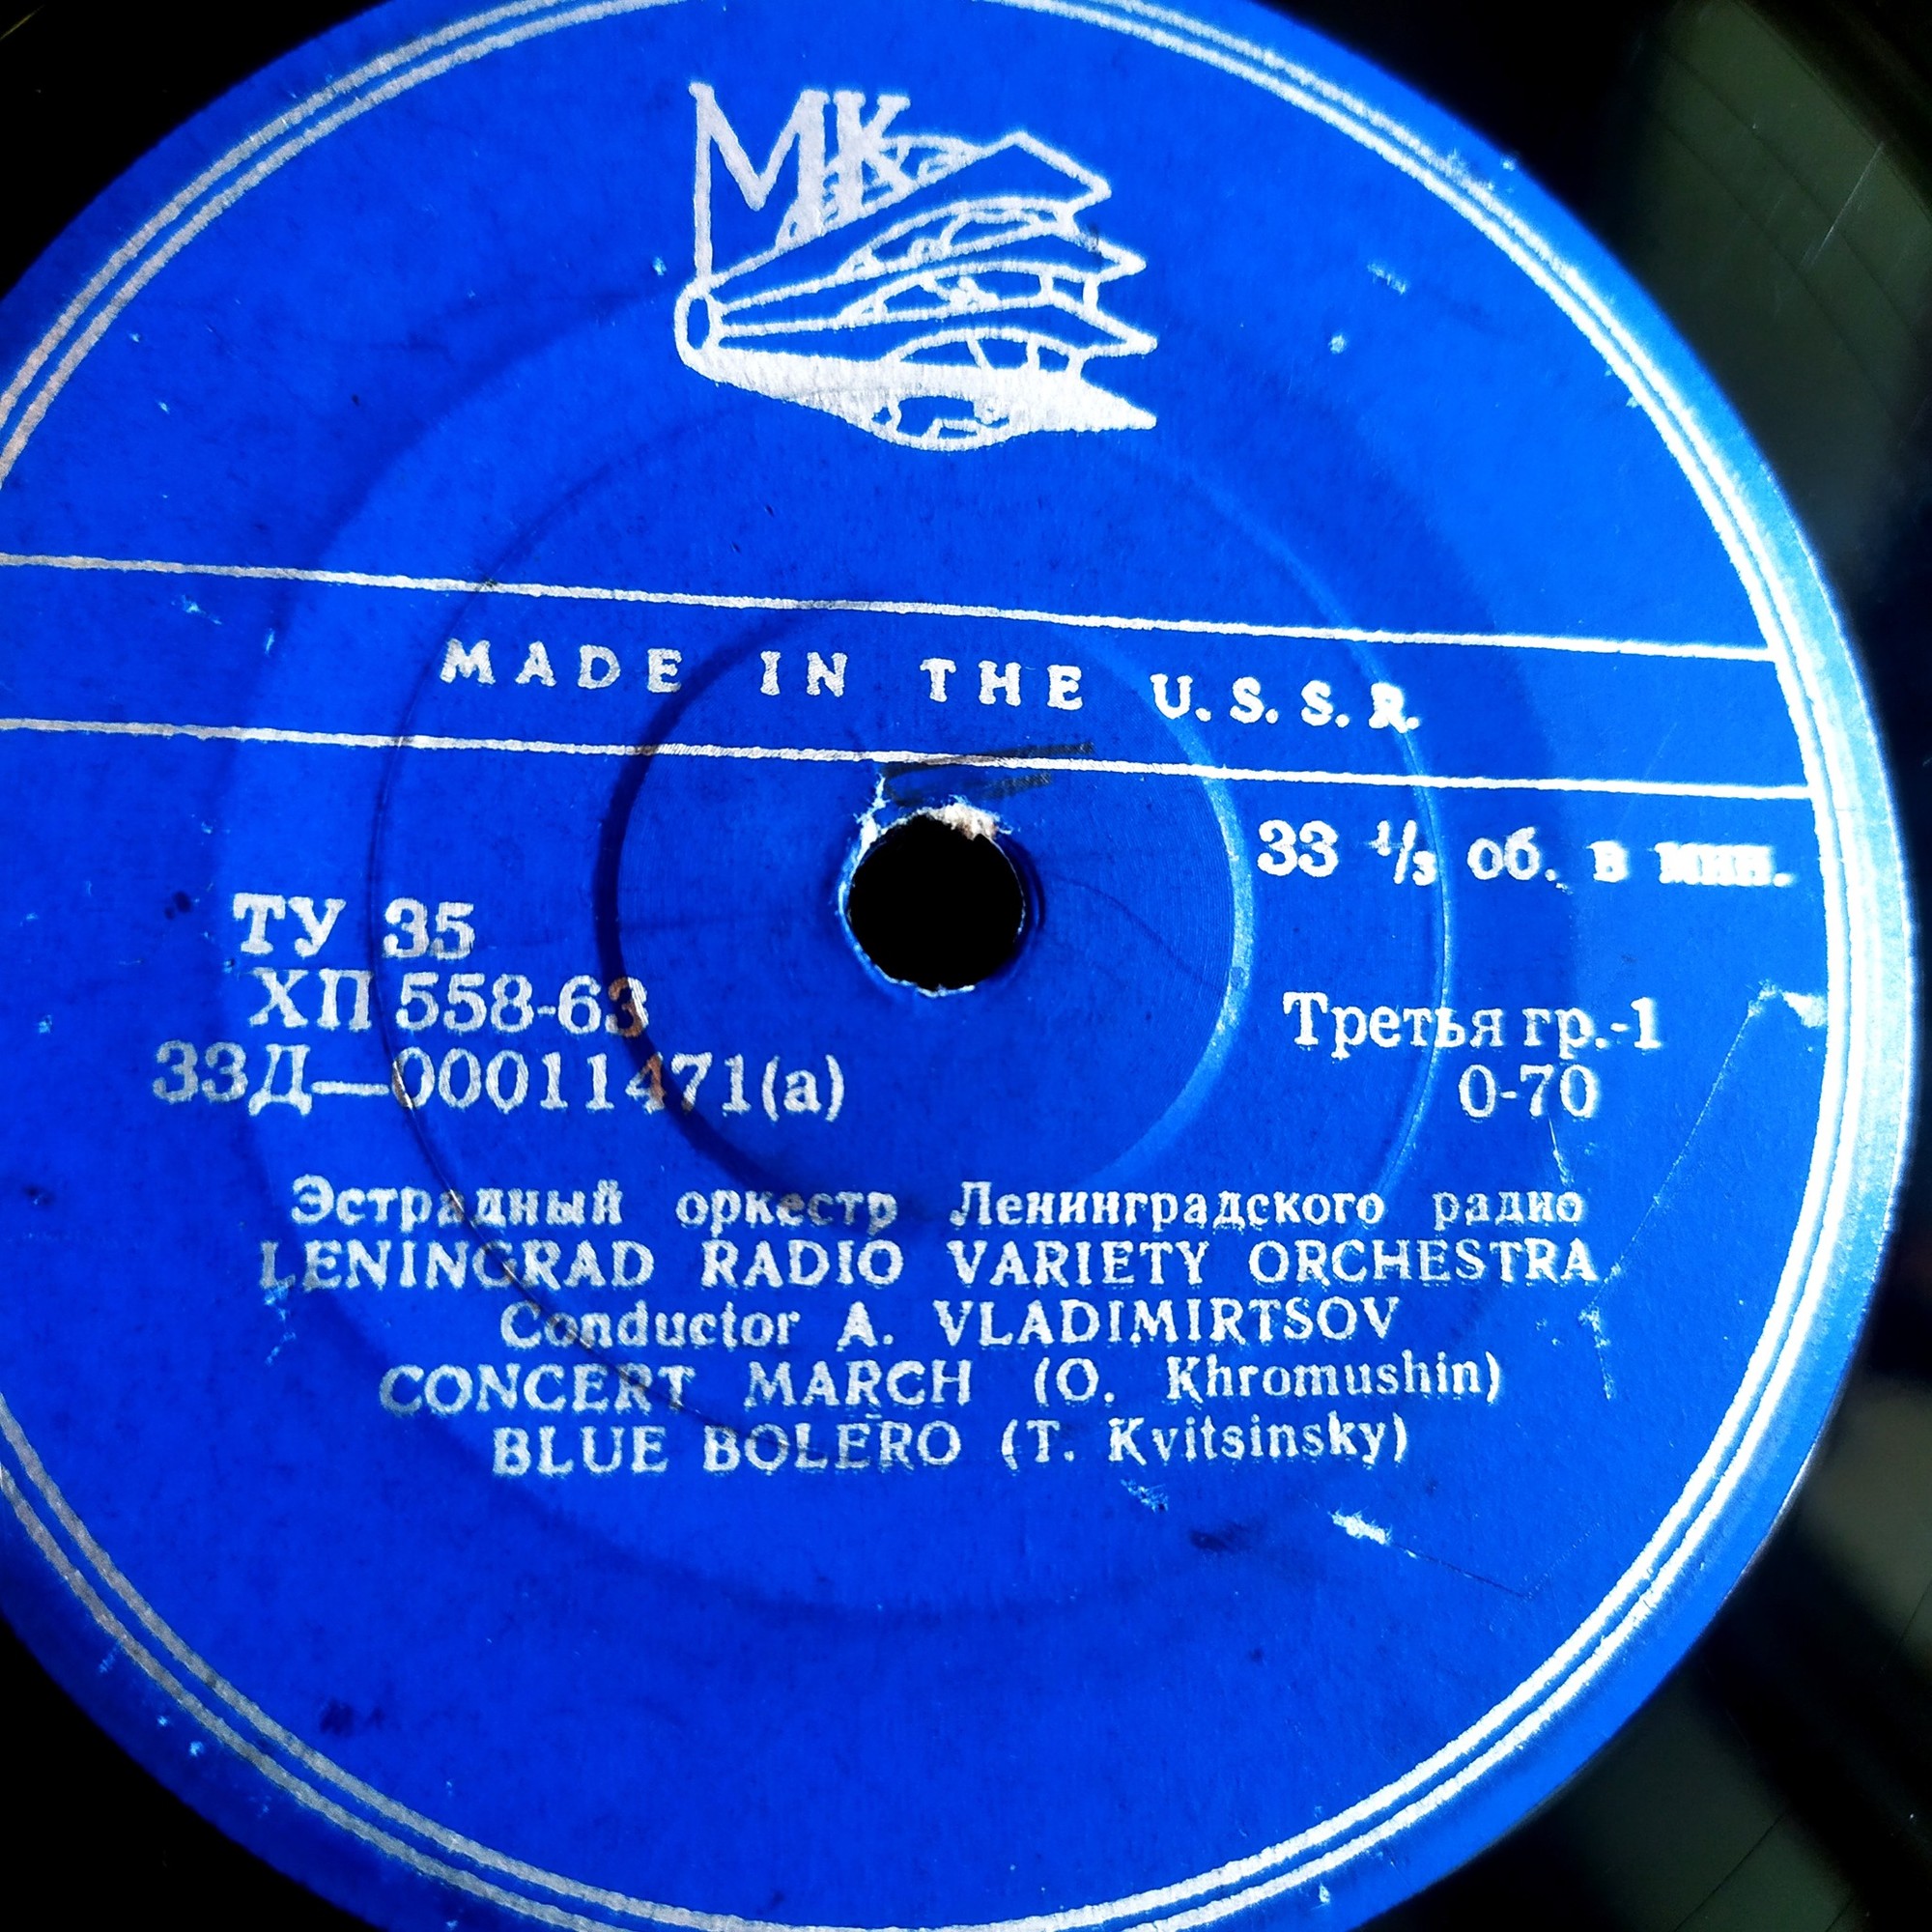 МК
MADE IN THE U.S.S.R.
33 1/3 об. в мин.
ТУ 35
ХП 558-63
33Д—00011471(а)
Третья гр.-1
0-70
Эстрадный оркестр Ленинградского радио
LENINGRAD RADIO VARIETY ORCHESTRA
Conductor A. VLADIMIRTSOV
CONCERT MARCH (O. Khromushin)
BLUE BOLERO (T. Kvitsinsky)